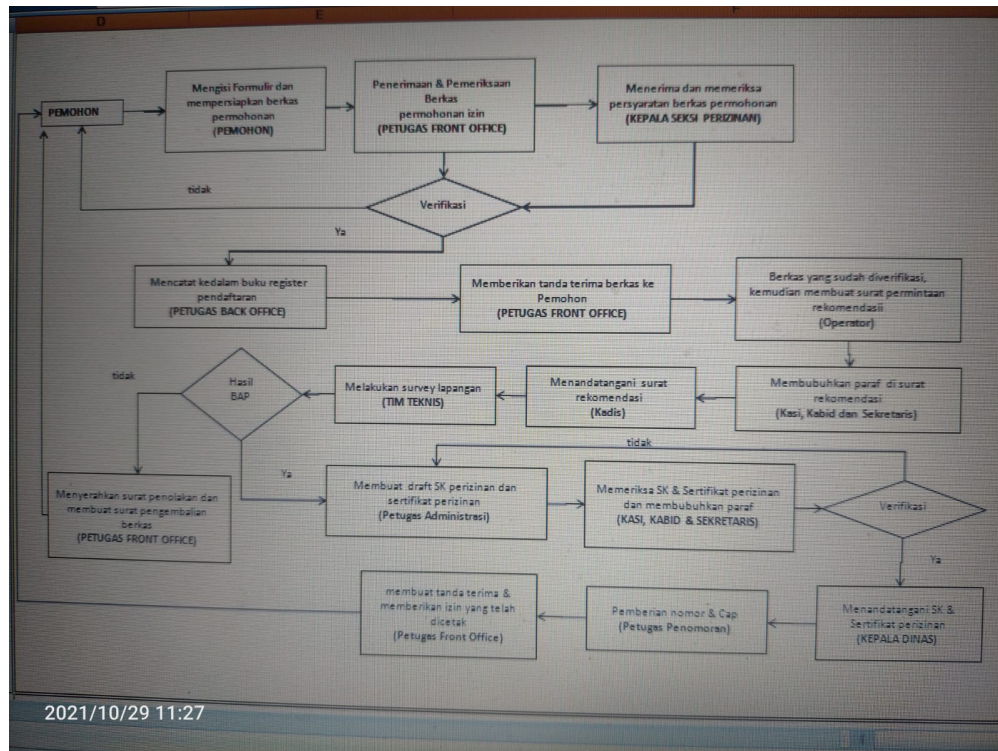 D
E
F
PEMOHON
Mengisi Formulir dan
mempersiapkan berkas
permohonan
(PEMOHON)
Penerimaan & Pemeriksaan
Berkas
permohonan izin
(PETUGAS FRONT OFFICE)
Menerima dan memeriksa
persyaratan berkas permohonan
(KEPALA SEKSI PERIZINAN)
tidak
Verifikasi
Ya
Mencatat kedalam buku register
pendaftaran
(PETUGAS BACK OFFICE)
Memberikan tanda terima berkas ke
Pemohon
(PETUGAS FRONT OFFICE)
Berkas yang sudah diverifikasi,
kemudian membuat surat permintaan
rekomendasii
(Operator)
Membubuhkan paraf di surat
rekomendasi
(Kasi, Kabid dan Sekretaris)
Menandatangani surat
rekomendasi
(Kadis)
Melakukan survey lapangan
(TIM TEKNIS)
Hasil
BAP
tidak
Ya
Menyerahkan surat penolakan dan
membuat surat pengembalian
berkas
(PETUGAS FRONT OFFICE)
Membuat draft SK perizinan dan
sertifikat perizinan
(Petugas Administrasi)
tidak
Memeriksa SK & Sertifikat perizinan
dan membubuhkan paraf
(KASI, KABID & SEKRETARIS)
Verifikasi
Ya
Menandatangani SK &
Sertifikat perizinan
(KEPALA DINAS)
Pemberian nomor & Cap
(Petugas Penomoran)
membuat tanda terima &
memberikan izin yang telah
dicetak
(Petugas Front Office)
2021/10/29 11:27